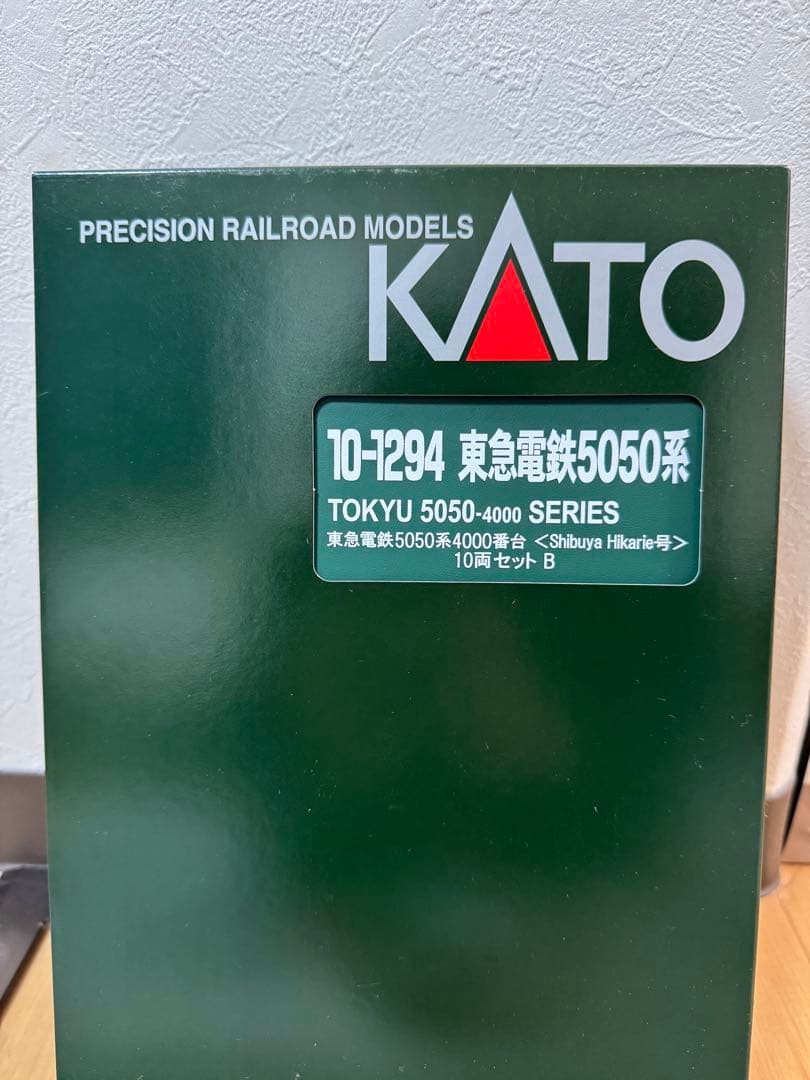 PRECISION RAILROAD MODELS
KATO
10-1294 東急電鉄5050系
TOKYU 5050-4000 SERIES
東急電鉄5050系4000番台 <Shibuya Hikarie号>
10両セット B